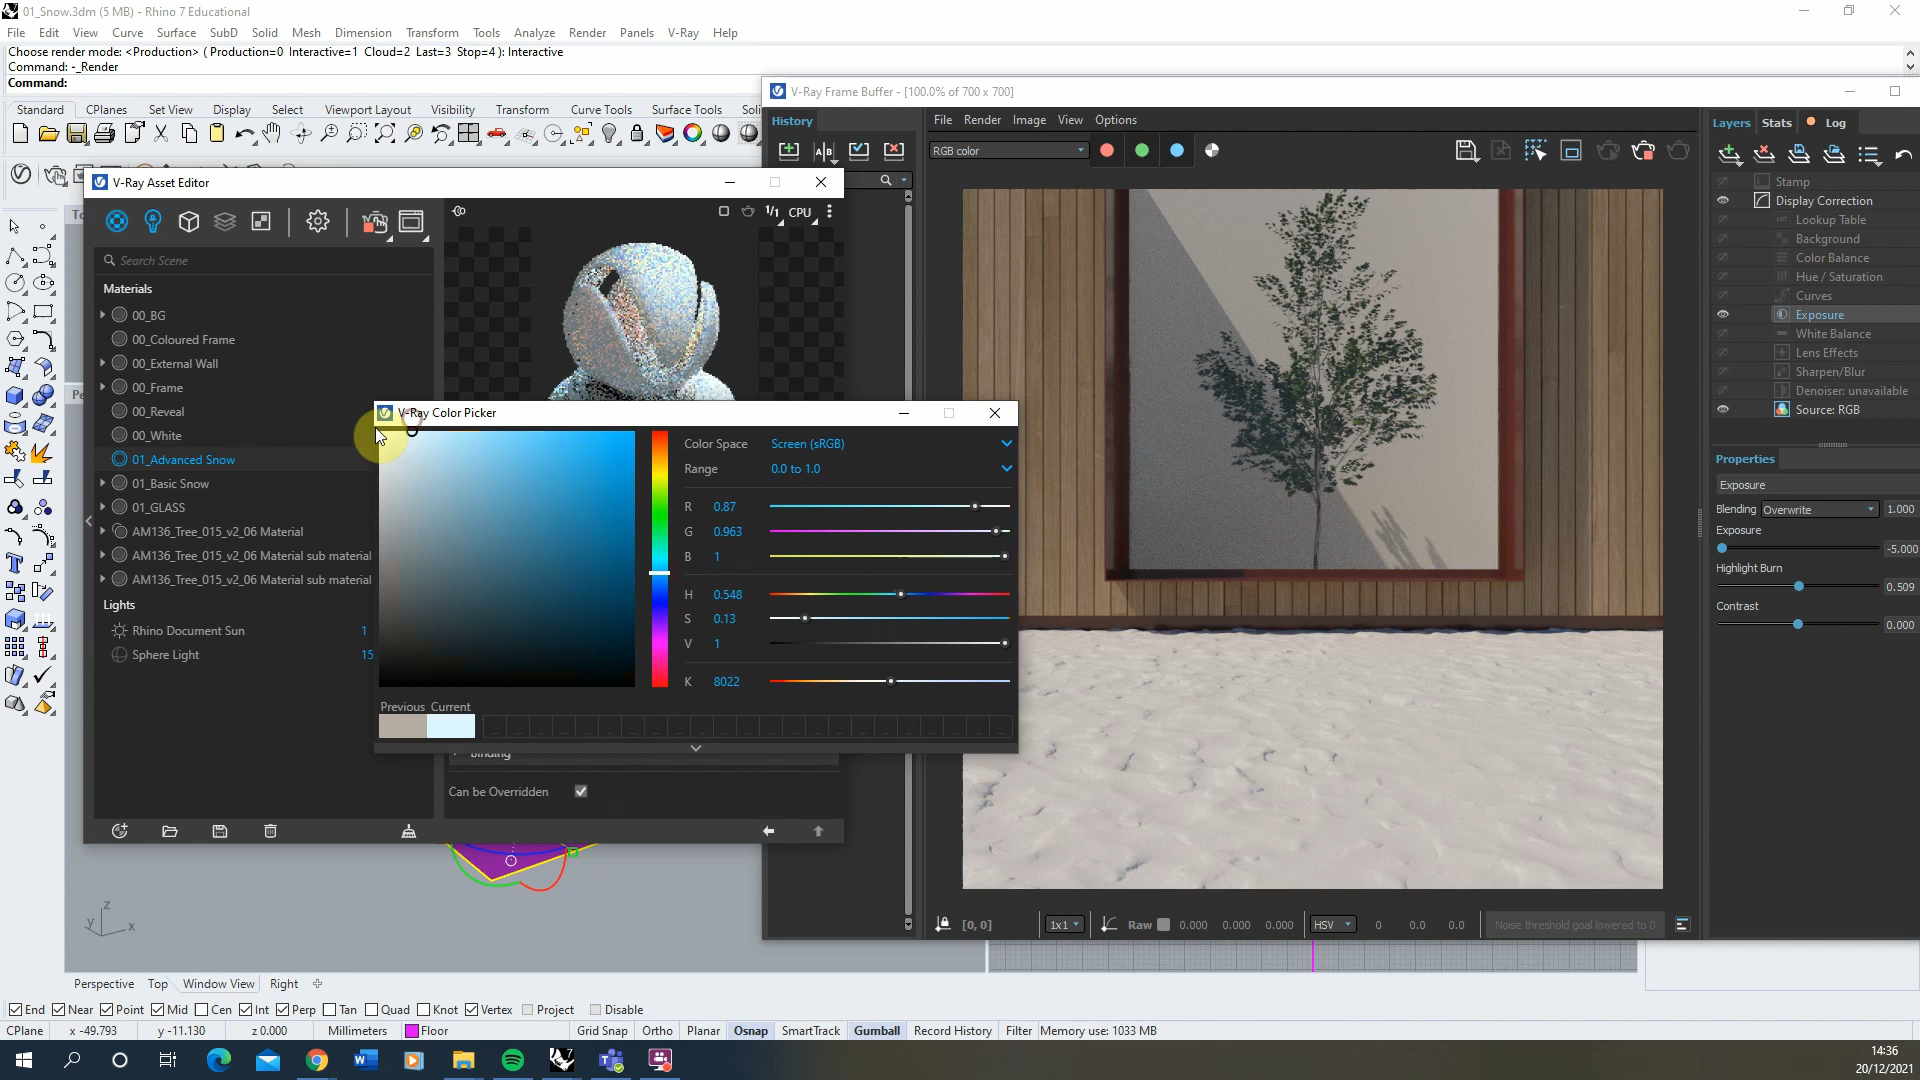 01_Snow.3dm (5 MB) - Rhino 7 Educational
File Edit View Curve Surface SubD Solid Mesh Dimension Transform Tools Analyze Render Panels V-Ray Help
Choose render mode: <Production> ( Production=0 Interactive=1 Cloud=2 Last=3 Stop=4 ): Interactive
Command: -_Render
Command:
Standard CPlanes Set View Display Select Viewport Layout Visibility Transform Curve Tools Surface Tools
V-Ray Frame Buffer - [100.0% of 700 x 700]
History
File Render Image View Options
RGB color
Layers Stats Log
Stamp
Display Correction
Lookup Table
Background
Color Balance
Hue / Saturation
Curves
Exposure
White Balance
Lens Effects
Sharpen/Blur
Denoiser: unavailable
Source: RGB
Properties
Exposure
Blending Overwrite 1.000
Exposure
-5.000
Highlight Burn
0.509
Contrast
0.000
V-Ray Asset Editor
1/1 CPU
Search Scene
Materials
00_BG
00_Coloured Frame
00_External Wall
00_Frame
00_Reveal
00_White
01_Advanced Snow
01_Basic Snow
01_GLASS
AM136_Tree_015_v2_06 Material
AM136_Tree_015_v2_06 Material sub material
AM136_Tree_015_v2_06 Material sub material
Lights
Rhino Document Sun 1
Sphere Light 15
V-Ray Color Picker
Color Space Screen (sRGB)
Range 0.0 to 1.0
R 0.87
G 0.963
B 1
H 0.548
S 0.13
V 1
K 8022
Previous Current
Binding
Can be Overridden
z
y
x
[0, 0] 1x1 Raw 0.000 0.000 0.000 HSV 0 0.0 0.0 Noise threshold goal lowered to 0
Perspective Top Window View Right
End Near Point Mid Cen Int Perp Tan Quad Knot Vertex Project Disable
CPlane x -49.793 y -11.130 z 0.000 Millimeters Floor Grid Snap Ortho Planar Osnap SmartTrack Gumball Record History Filter Memory use: 1033 MB
14:36
20/12/2021